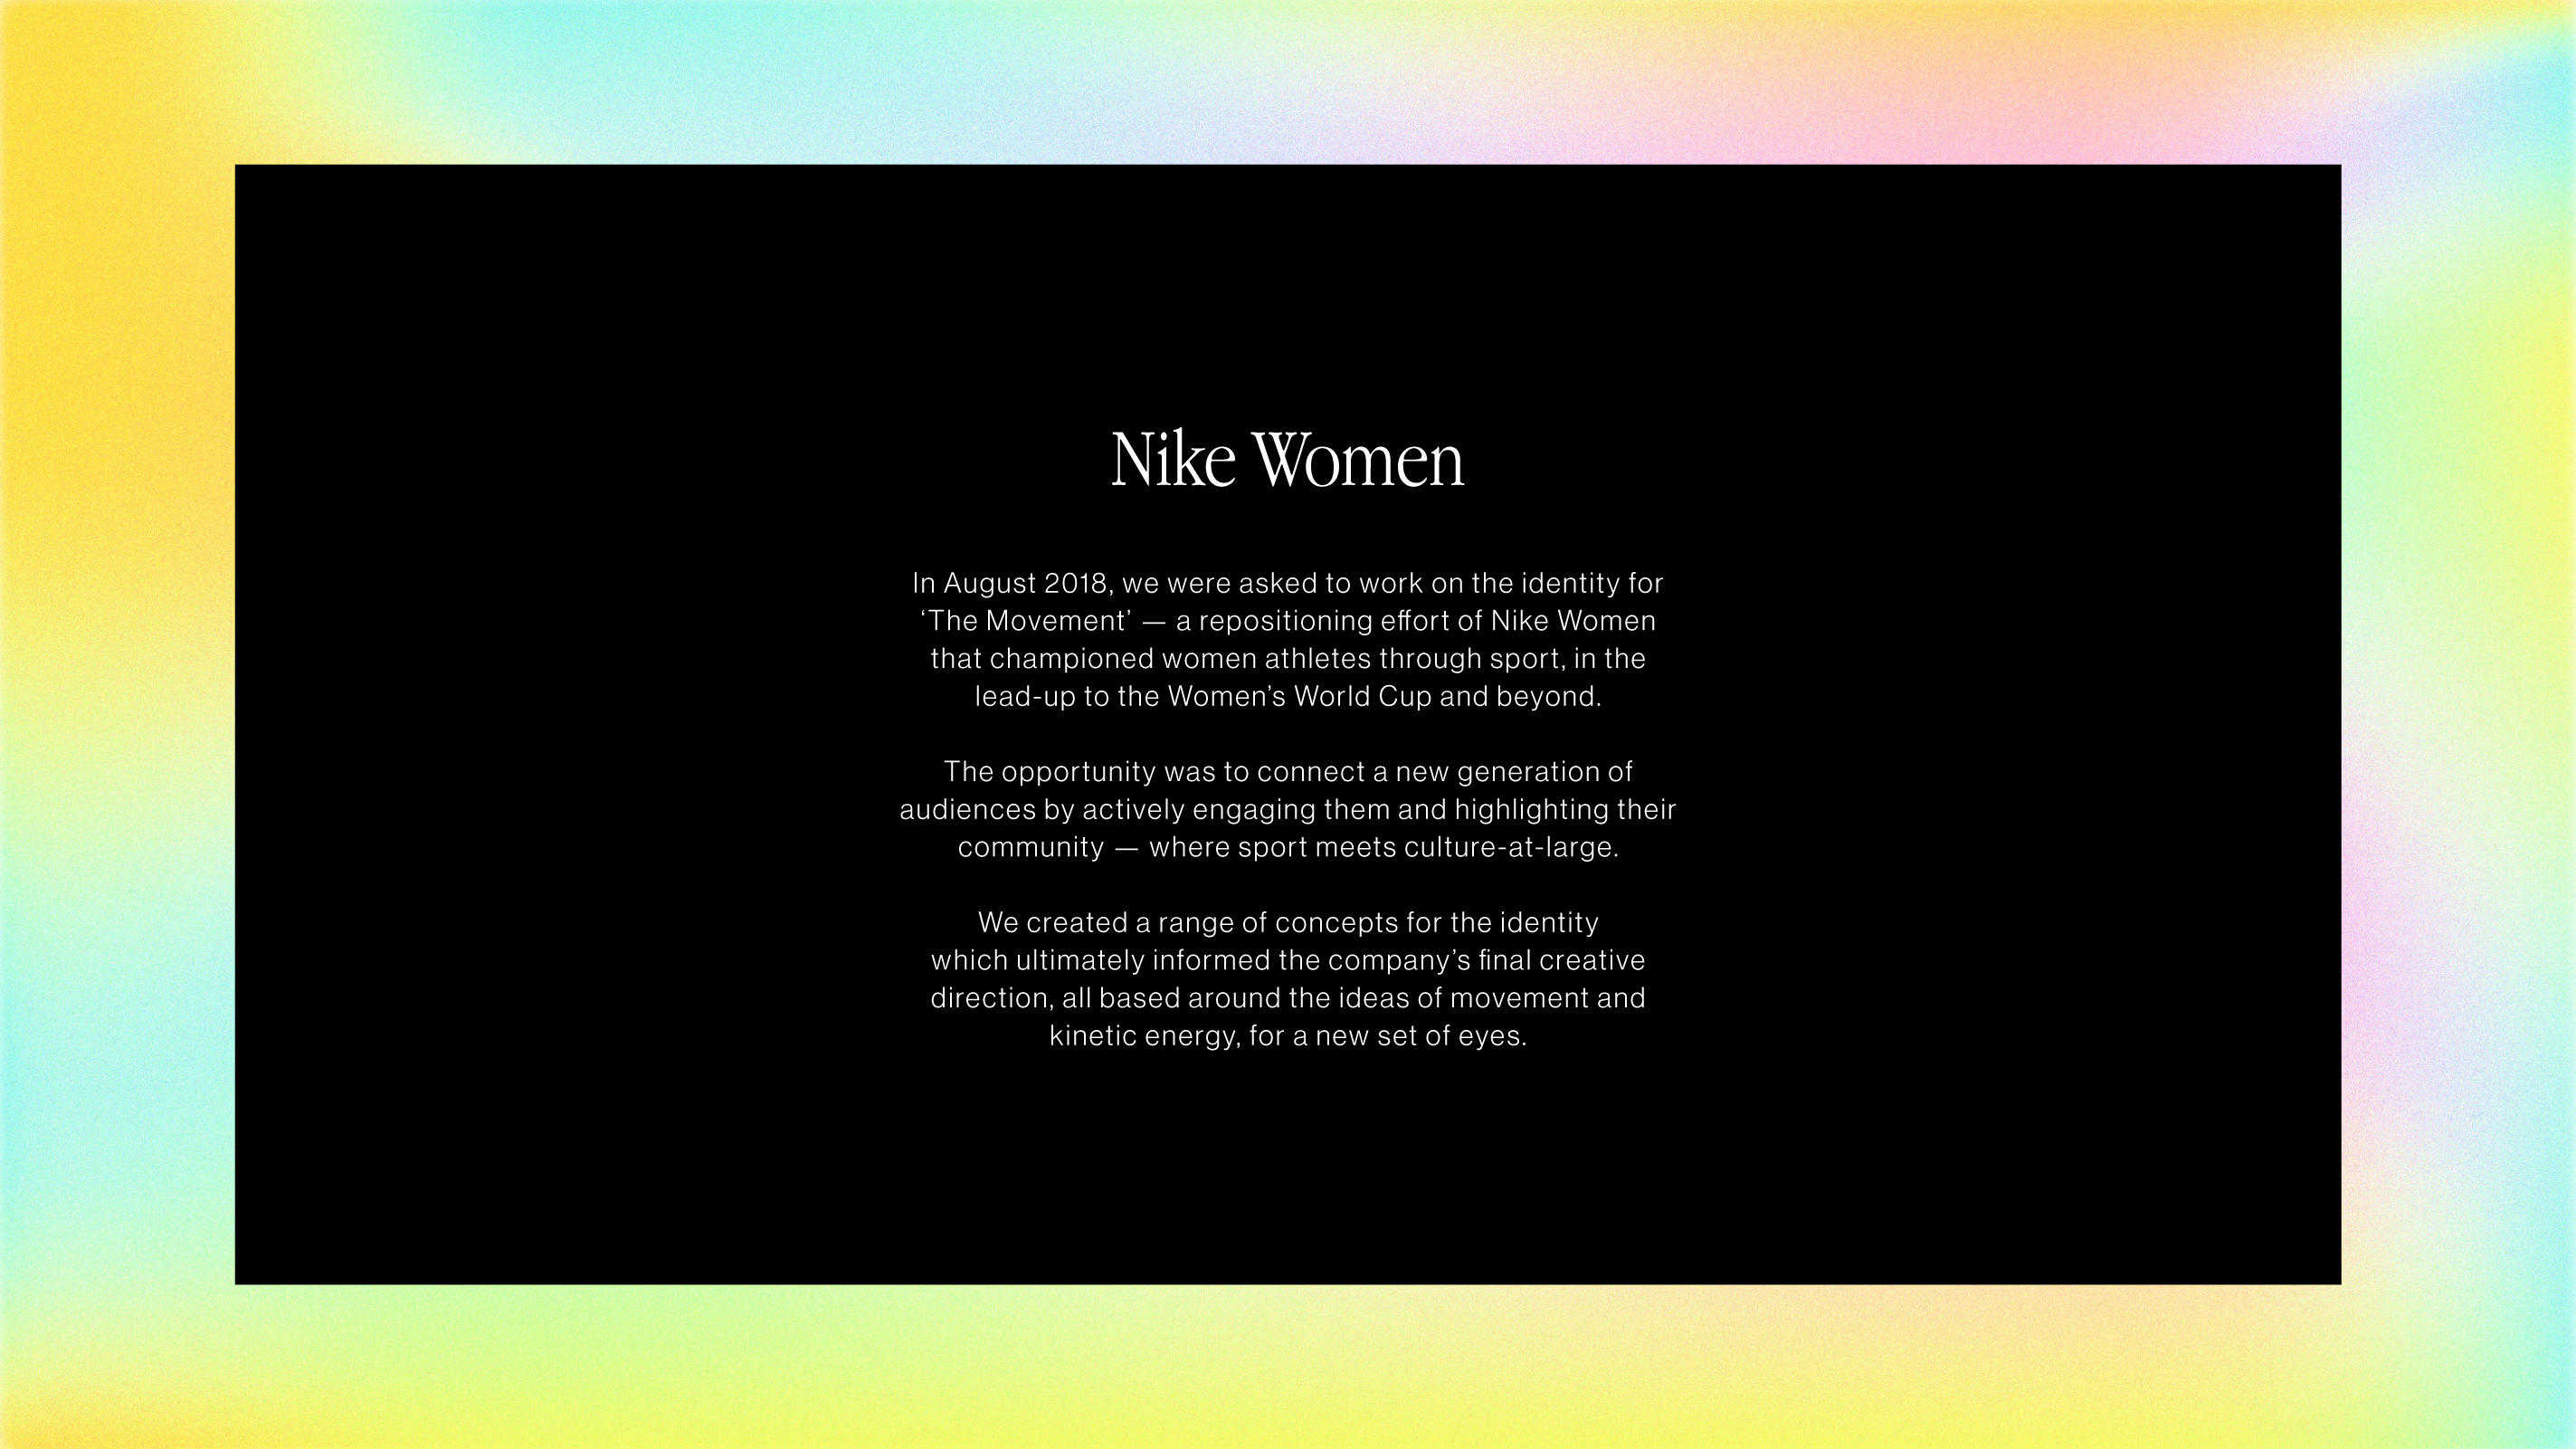 Nike Women
In August 2018, we were asked to work on the identity for
‘The Movement’ — a repositioning effort of Nike Women
that championed women athletes through sport, in the
lead-up to the Women’s World Cup and beyond.
The opportunity was to connect a new generation of
audiences by actively engaging them and highlighting their
community — where sport meets culture-at-large.
We created a range of concepts for the identity
which ultimately informed the company’s final creative
direction, all based around the ideas of movement and
kinetic energy, for a new set of eyes.